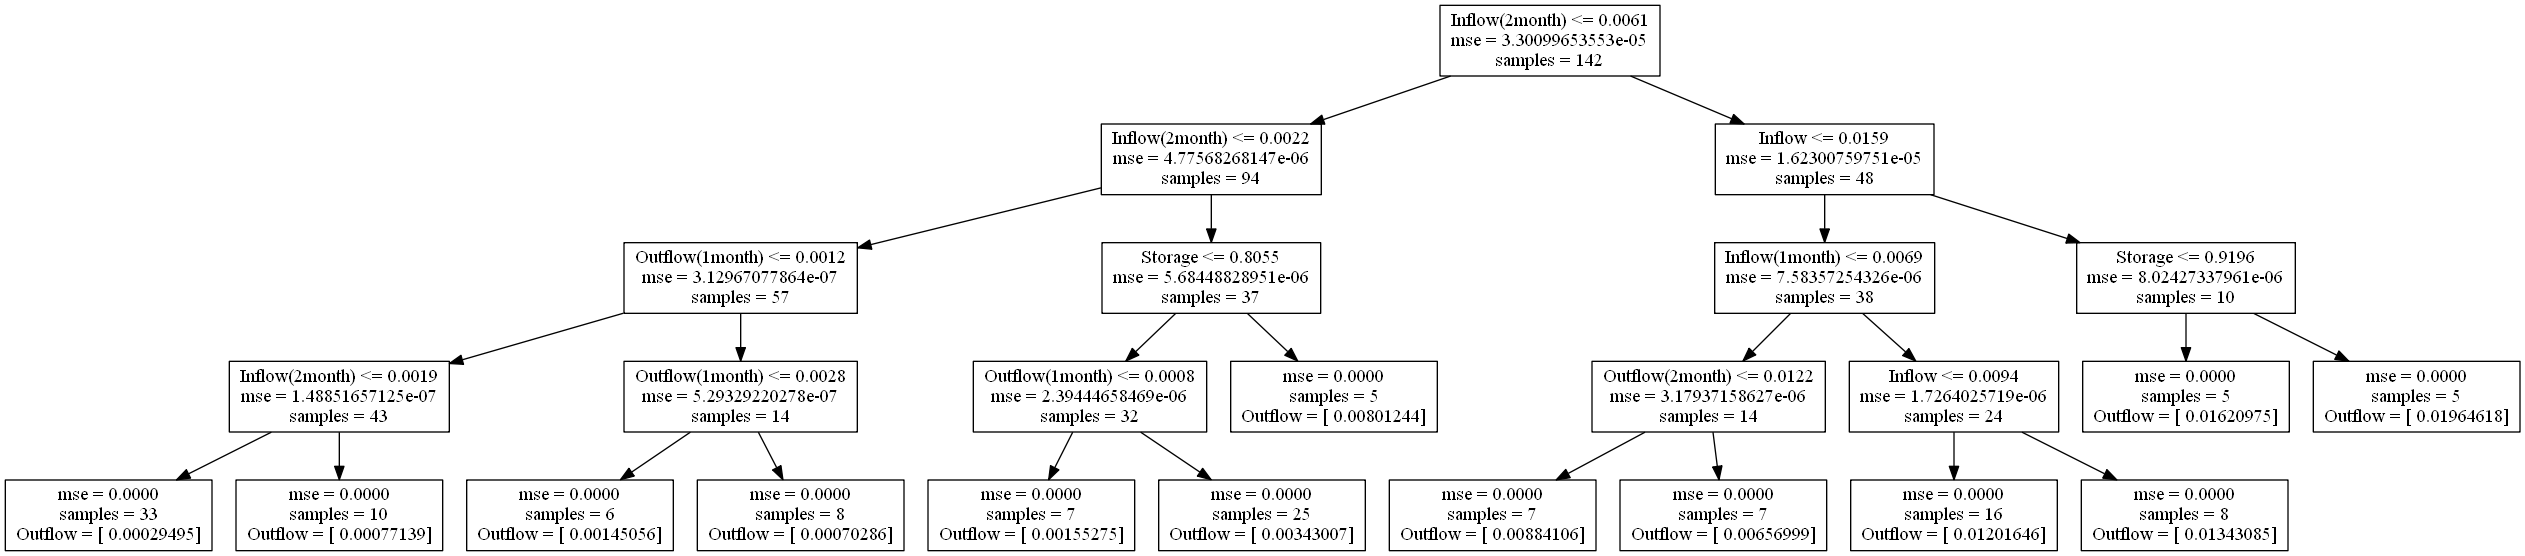 Inflow(2month) <= 0.0061
mse = 3.30099653553e-05
samples = 142
Inflow(2month) <= 0.0022
mse = 4.77568268147e-06
samples = 94
Inflow <= 0.0159
mse = 1.62300759751e-05
samples = 48
Outflow(1month) <= 0.0012
mse = 3.12967077864e-07
samples = 57
Storage <= 0.8055
mse = 5.68448828951e-06
samples = 37
Inflow(1month) <= 0.0069
mse = 7.58357254326e-06
samples = 38
Storage <= 0.9196
mse = 8.02427337961e-06
samples = 10
Inflow(2month) <= 0.0019
mse = 1.48851657125e-07
samples = 43
Outflow(1month) <= 0.0028
mse = 5.29329220278e-07
samples = 14
Outflow(1month) <= 0.0008
mse = 2.39444658469e-06
samples = 32
mse = 0.0000
samples = 5
Outflow = [ 0.00801244]
Outflow(2month) <= 0.0122
mse = 3.17937158627e-06
samples = 14
Inflow <= 0.0094
mse = 1.7264025719e-06
samples = 24
mse = 0.0000
samples = 5
Outflow = [ 0.01620975]
mse = 0.0000
samples = 5
Outflow = [ 0.01964618]
mse = 0.0000
samples = 33
Outflow = [ 0.00029495]
mse = 0.0000
samples = 10
Outflow = [ 0.00077139]
mse = 0.0000
samples = 6
Outflow = [ 0.00145056]
mse = 0.0000
samples = 8
Outflow = [ 0.00070286]
mse = 0.0000
samples = 7
Outflow = [ 0.00155275]
mse = 0.0000
samples = 25
Outflow = [ 0.00343007]
mse = 0.0000
samples = 7
Outflow = [ 0.00884106]
mse = 0.0000
samples = 7
Outflow = [ 0.00656999]
mse = 0.0000
samples = 16
Outflow = [ 0.01201646]
mse = 0.0000
samples = 8
Outflow = [ 0.01343085]